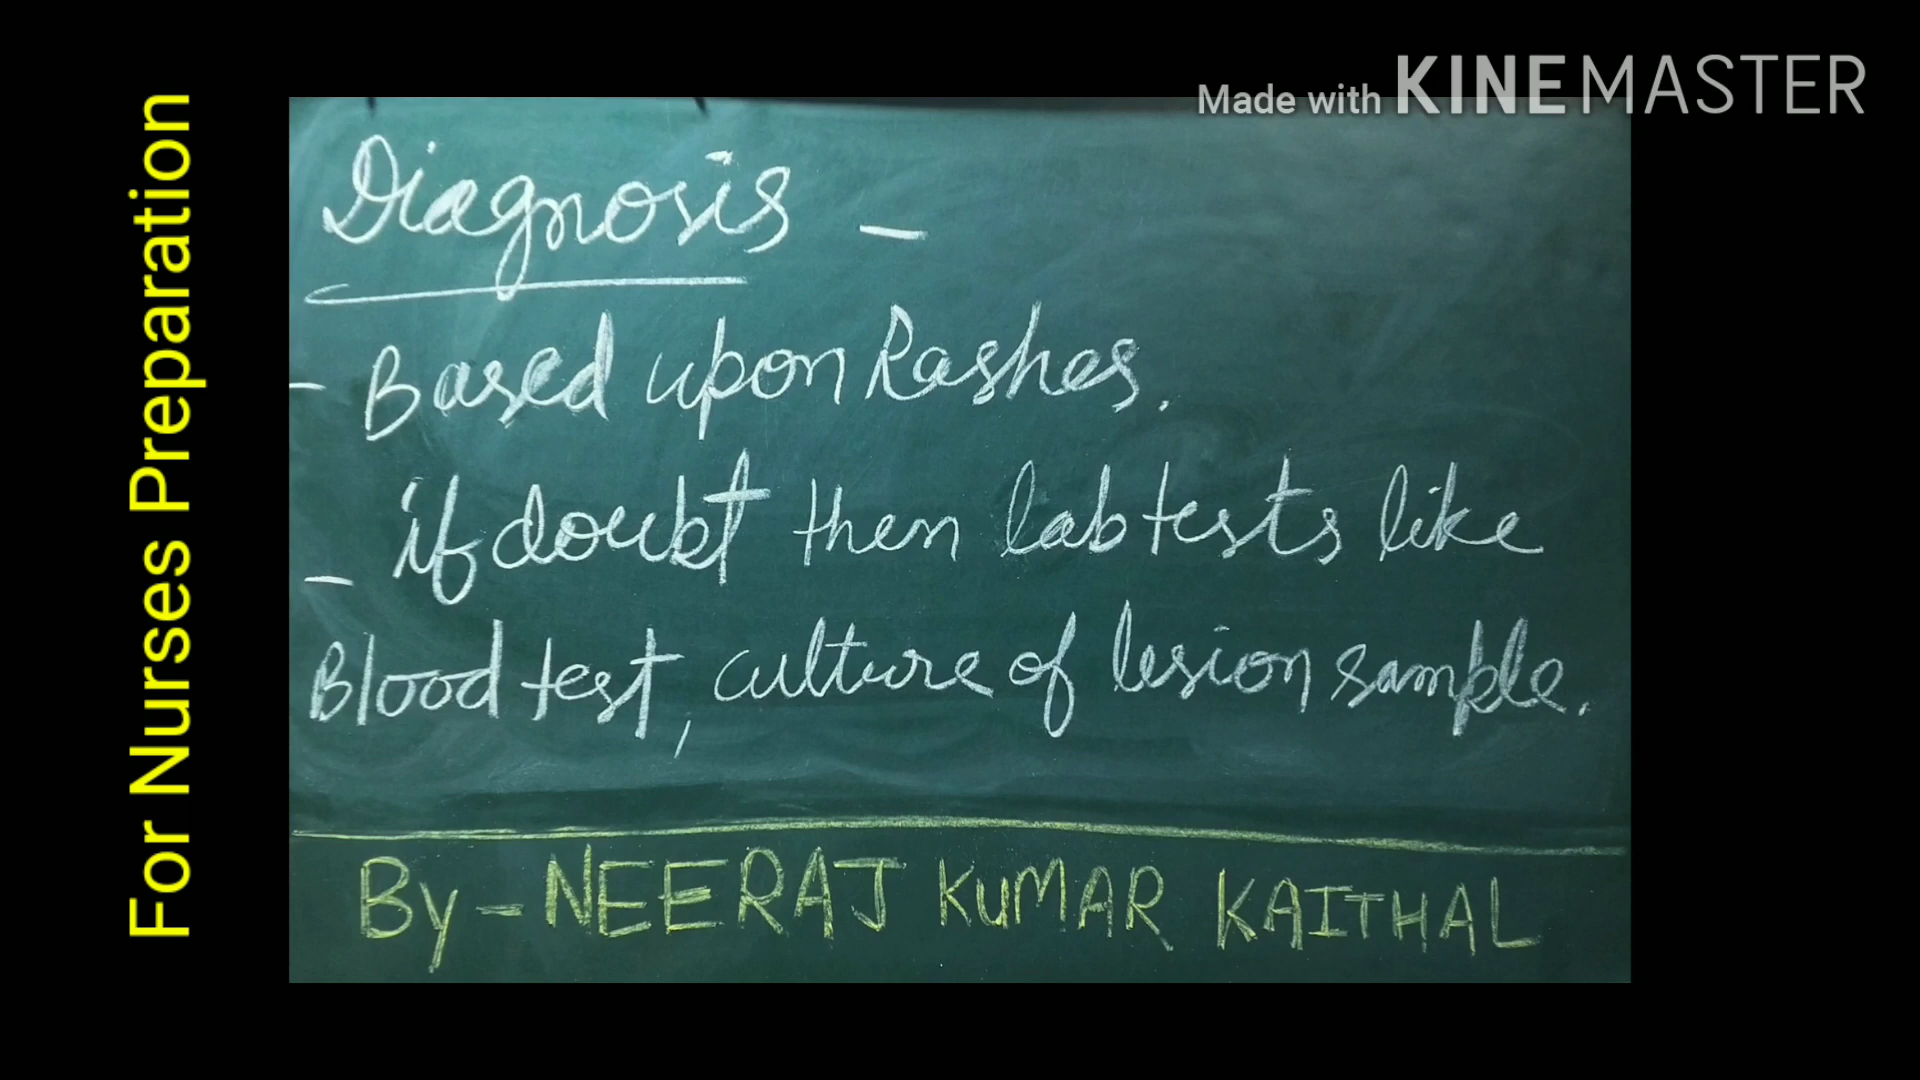 Made with KINEMASTER
For Nurses Preparation
Diagnosis -
- Based upon Rashes.
- if doubt then lab tests like
Blood test, culture of lesion sample.
By - NEERAJ KUMAR KAITHAL